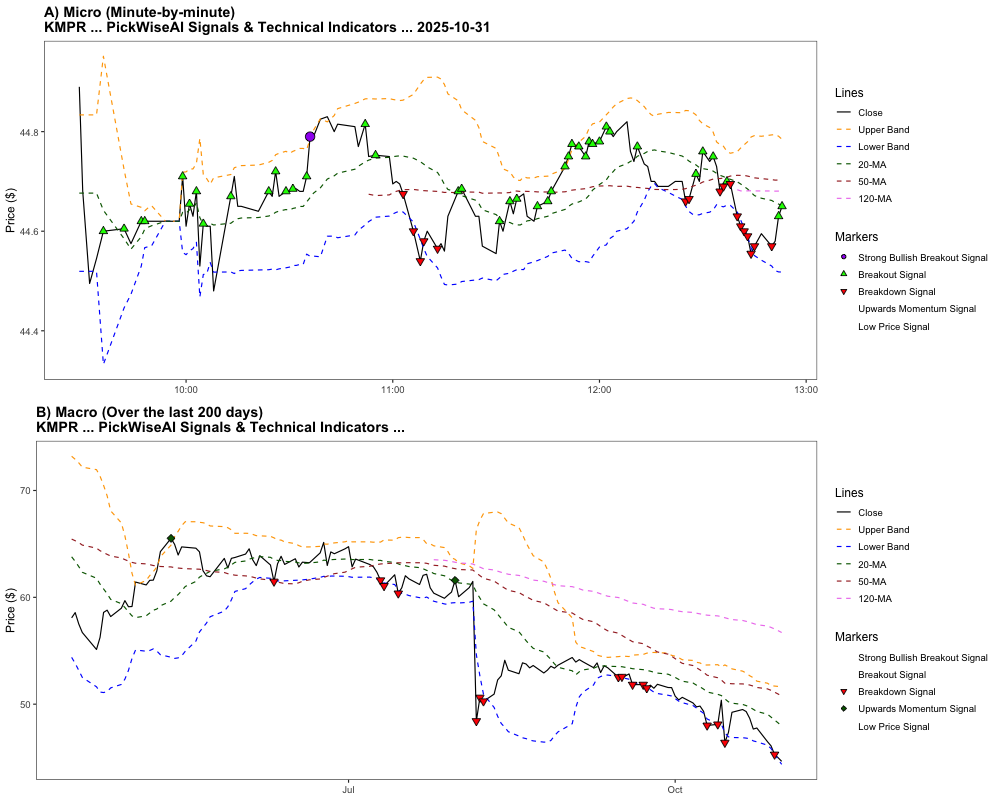 A) Micro (Minute-by-minute)
KMPR ... PickWiseAI Signals & Technical Indicators ... 2025-10-31
Price ($)
44.8
44.6
44.4
10:00
11:00
12:00
13:00
Lines
Close
Upper Band
Lower Band
20-MA
50-MA
120-MA
Markers
Strong Bullish Breakout Signal
Breakout Signal
Breakdown Signal
Upwards Momentum Signal
Low Price Signal
B) Macro (Over the last 200 days)
KMPR ... PickWiseAI Signals & Technical Indicators ...
Price ($)
70
60
50
Jul
Oct
Lines
Close
Upper Band
Lower Band
20-MA
50-MA
120-MA
Markers
Strong Bullish Breakout Signal
Breakout Signal
Breakdown Signal
Upwards Momentum Signal
Low Price Signal